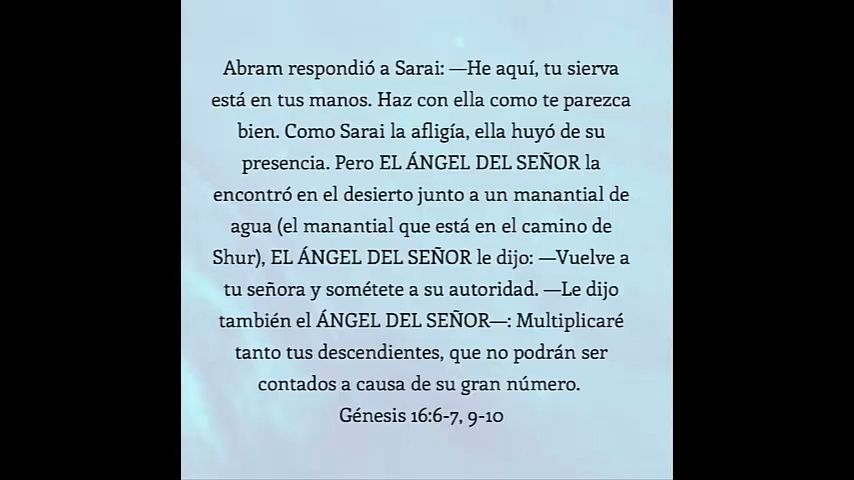 Abram respondió a Sarai: —He aquí, tu sierva
está en tus manos. Haz con ella como te parezca
bien. Como Sarai la afligía, ella huyó de su
presencia. Pero EL ÁNGEL DEL SEÑOR la
encontró en el desierto junto a un manantial de
agua (el manantial que está en el camino de
Shur), EL ÁNGEL DEL SEÑOR le dijo: —Vuelve a
tu señora y sométete a su autoridad. —Le dijo
también el ÁNGEL DEL SEÑOR—: Multiplicaré
tanto tus descendientes, que no podrán ser
contados a causa de su gran número.
Génesis 16:6-7, 9-10